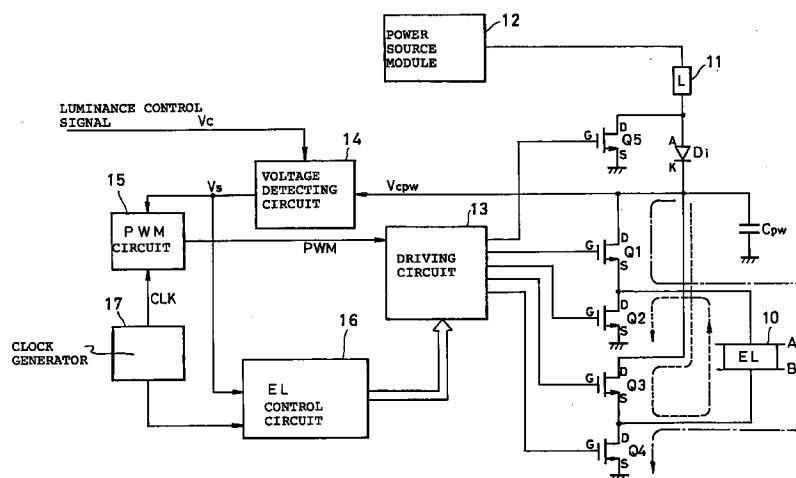 12
POWER
SOURCE
MODULE
11
L
LUMINANCE CONTROL
SIGNAL
Vc
G
D
Q5
S
A
Di
K
14
15
Vs
VOLTAGE
DETECTING
CIRCUIT
Vcpw
13
PWM
CIRCUIT
PWM
DRIVING
CIRCUIT
G
D
Q1
S
Cpw
CLK
17
G
D
Q2
S
10
CLOCK
GENERATOR
16
EL
A
B
EL
CONTROL
CIRCUIT
G
D
Q3
S
G
D
Q4
S